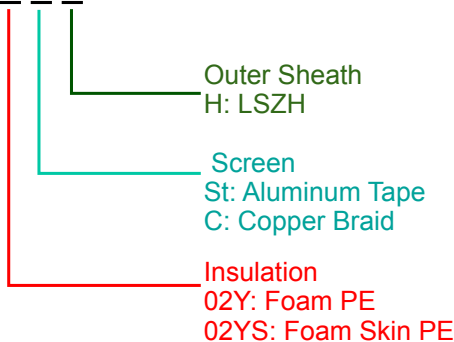 Outer Sheath
H: LSZH
Screen
St: Aluminum Tape
C: Copper Braid
Insulation
02Y: Foam PE
02YS: Foam Skin PE